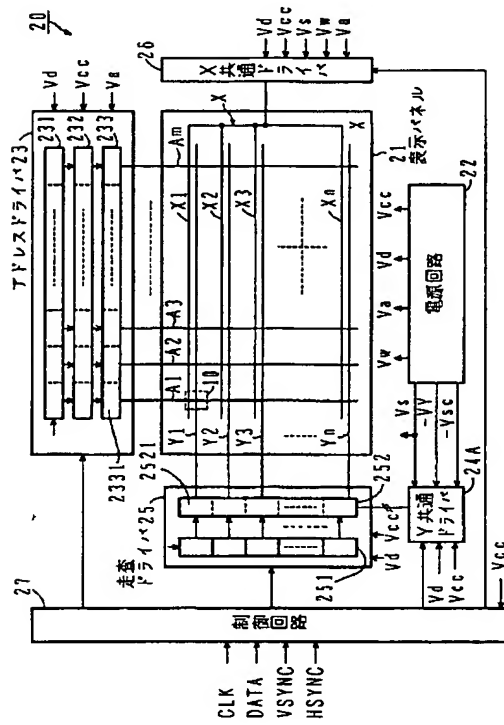 20
アドレスドライバ23
231
232
233
2331
Vd
Vcc
Va
26
X共通ドライバ
Vd
Vcc
Vs
Vw
Va
A1
A2
A3
Am
10
X
X
X1
X2
X3
Xn
Y1
Y2
Y3
Yn
21
表示パネル
走査ドライバ25
2521
252
251
Vcc
Vd
22
電源回路
Vw
Va
Vd
Vcc
Vs
-Vy
-Vsc
24A
Y共通ドライバ
Vd
Vcc
Vcc
27
制御回路
CLK
DATA
VSYNC
HSYNC